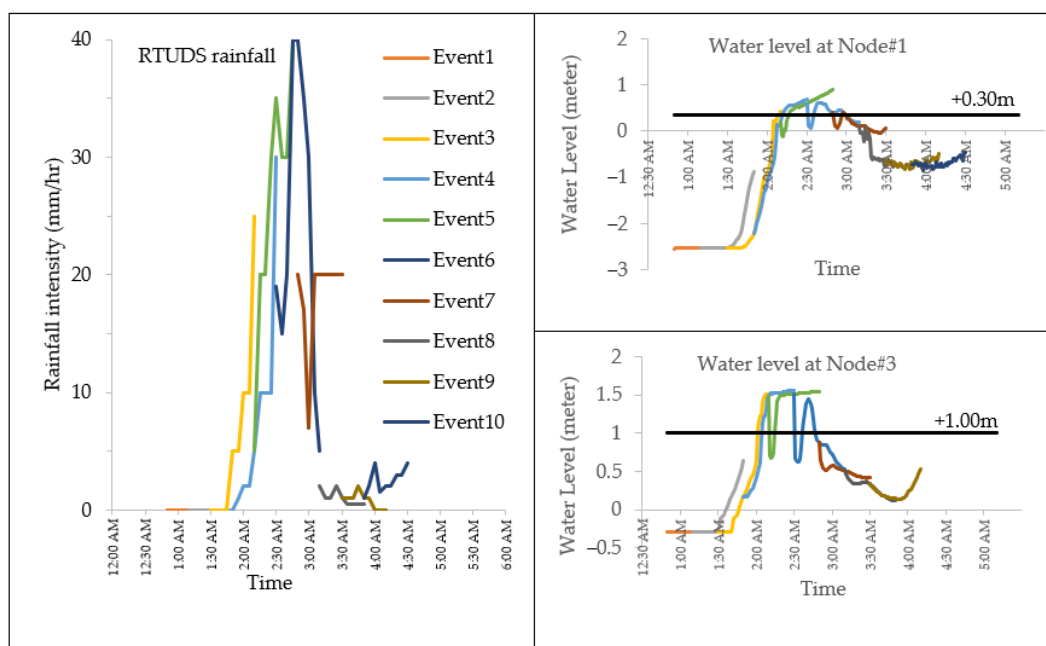 RTUDS rainfall
Rainfall intensity (mm/hr)
40
30
20
10
0
12:00 AM
12:30 AM
1:00 AM
1:30 AM
2:00 AM
2:30 AM
3:00 AM
3:30 AM
4:00 AM
4:30 AM
5:00 AM
5:30 AM
6:00 AM
Time
Event1
Event2
Event3
Event4
Event5
Event6
Event7
Event8
Event9
Event10
Water level at Node#1
Water Level (meter)
2
1
0
−1
−2
−3
+0.30m
12:30 AM
1:00 AM
1:30 AM
2:00 AM
2:30 AM
3:00 AM
3:30 AM
4:00 AM
4:30 AM
5:00 AM
Time
Water level at Node#3
Water Level (meter)
2
1.5
1
0.5
0
−0.5
+1.00m
12:30 AM
1:00 AM
1:30 AM
2:00 AM
2:30 AM
3:00 AM
3:30 AM
4:00 AM
4:30 AM
5:00 AM
Time